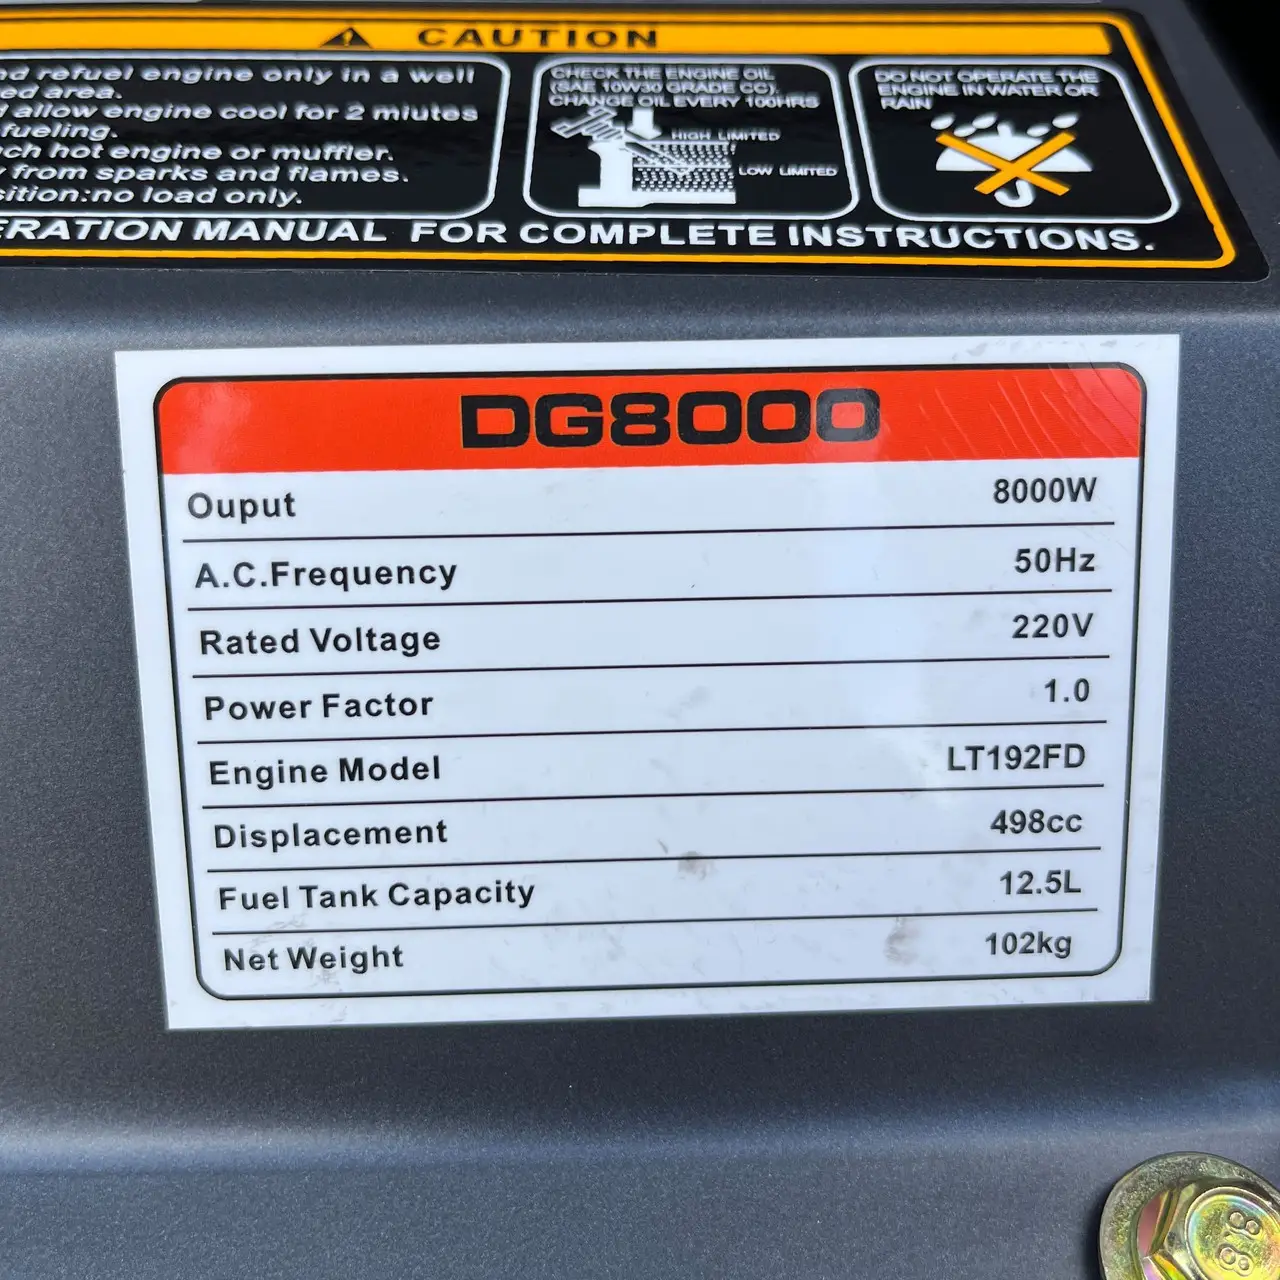 CAUTION
nd refuel engine only in a well
ed area.
allow engine cool for 2 miutes
fueling.
ch hot engine or muffler.
from sparks and flames.
sition:no load only.
CHECK THE ENGINE OIL
(SAE 10W30 GRADE CC).
CHANGE OIL EVERY 100HRS
HIGH LIMITED
LOW LIMITED
DO NOT OPERATE THE
ENGINE IN WATER OR
RAIN
ERATION MANUAL FOR COMPLETE INSTRUCTIONS.
DG8000
Ouput 8000W
A.C.Frequency 50Hz
Rated Voltage 220V
Power Factor 1.0
Engine Model LT192FD
Displacement 498cc
Fuel Tank Capacity 12.5L
Net Weight 102kg
8.8